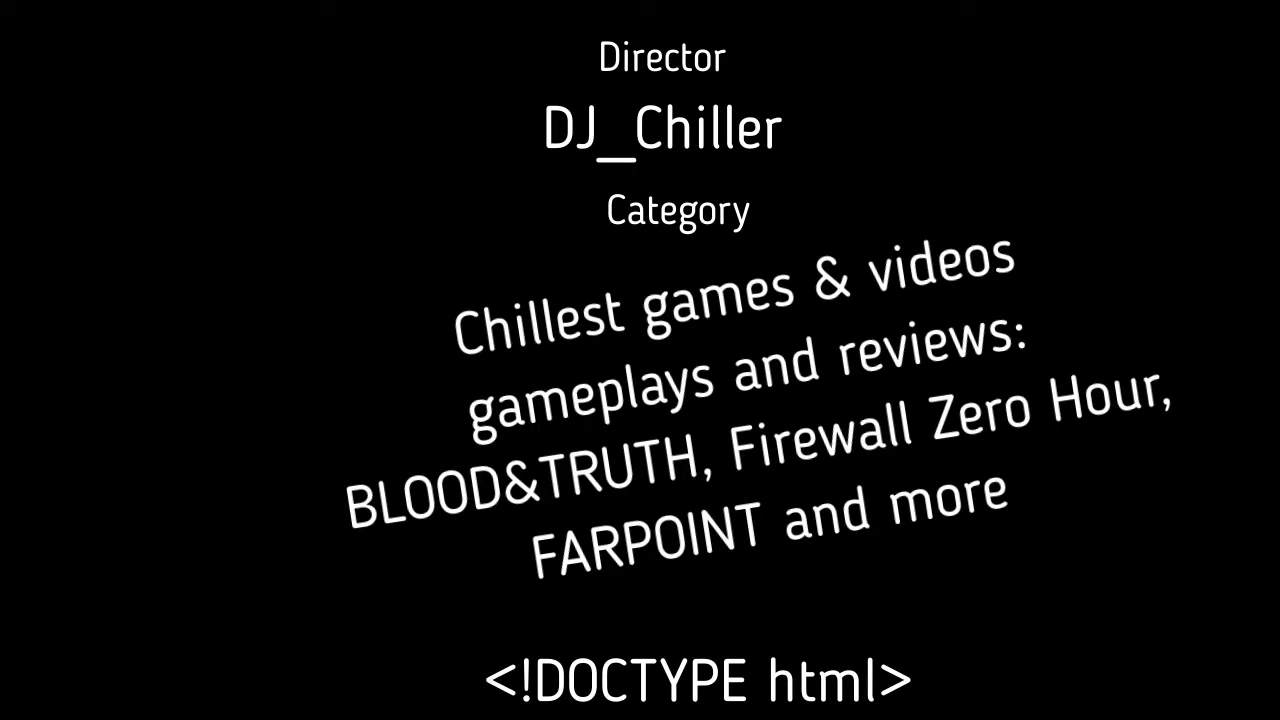 Director
DJ_Chiller
Category
Chillest games & videos
gameplays and reviews:
BLOOD&TRUTH, Firewall Zero Hour,
FARPOINT and more
<!DOCTYPE html>